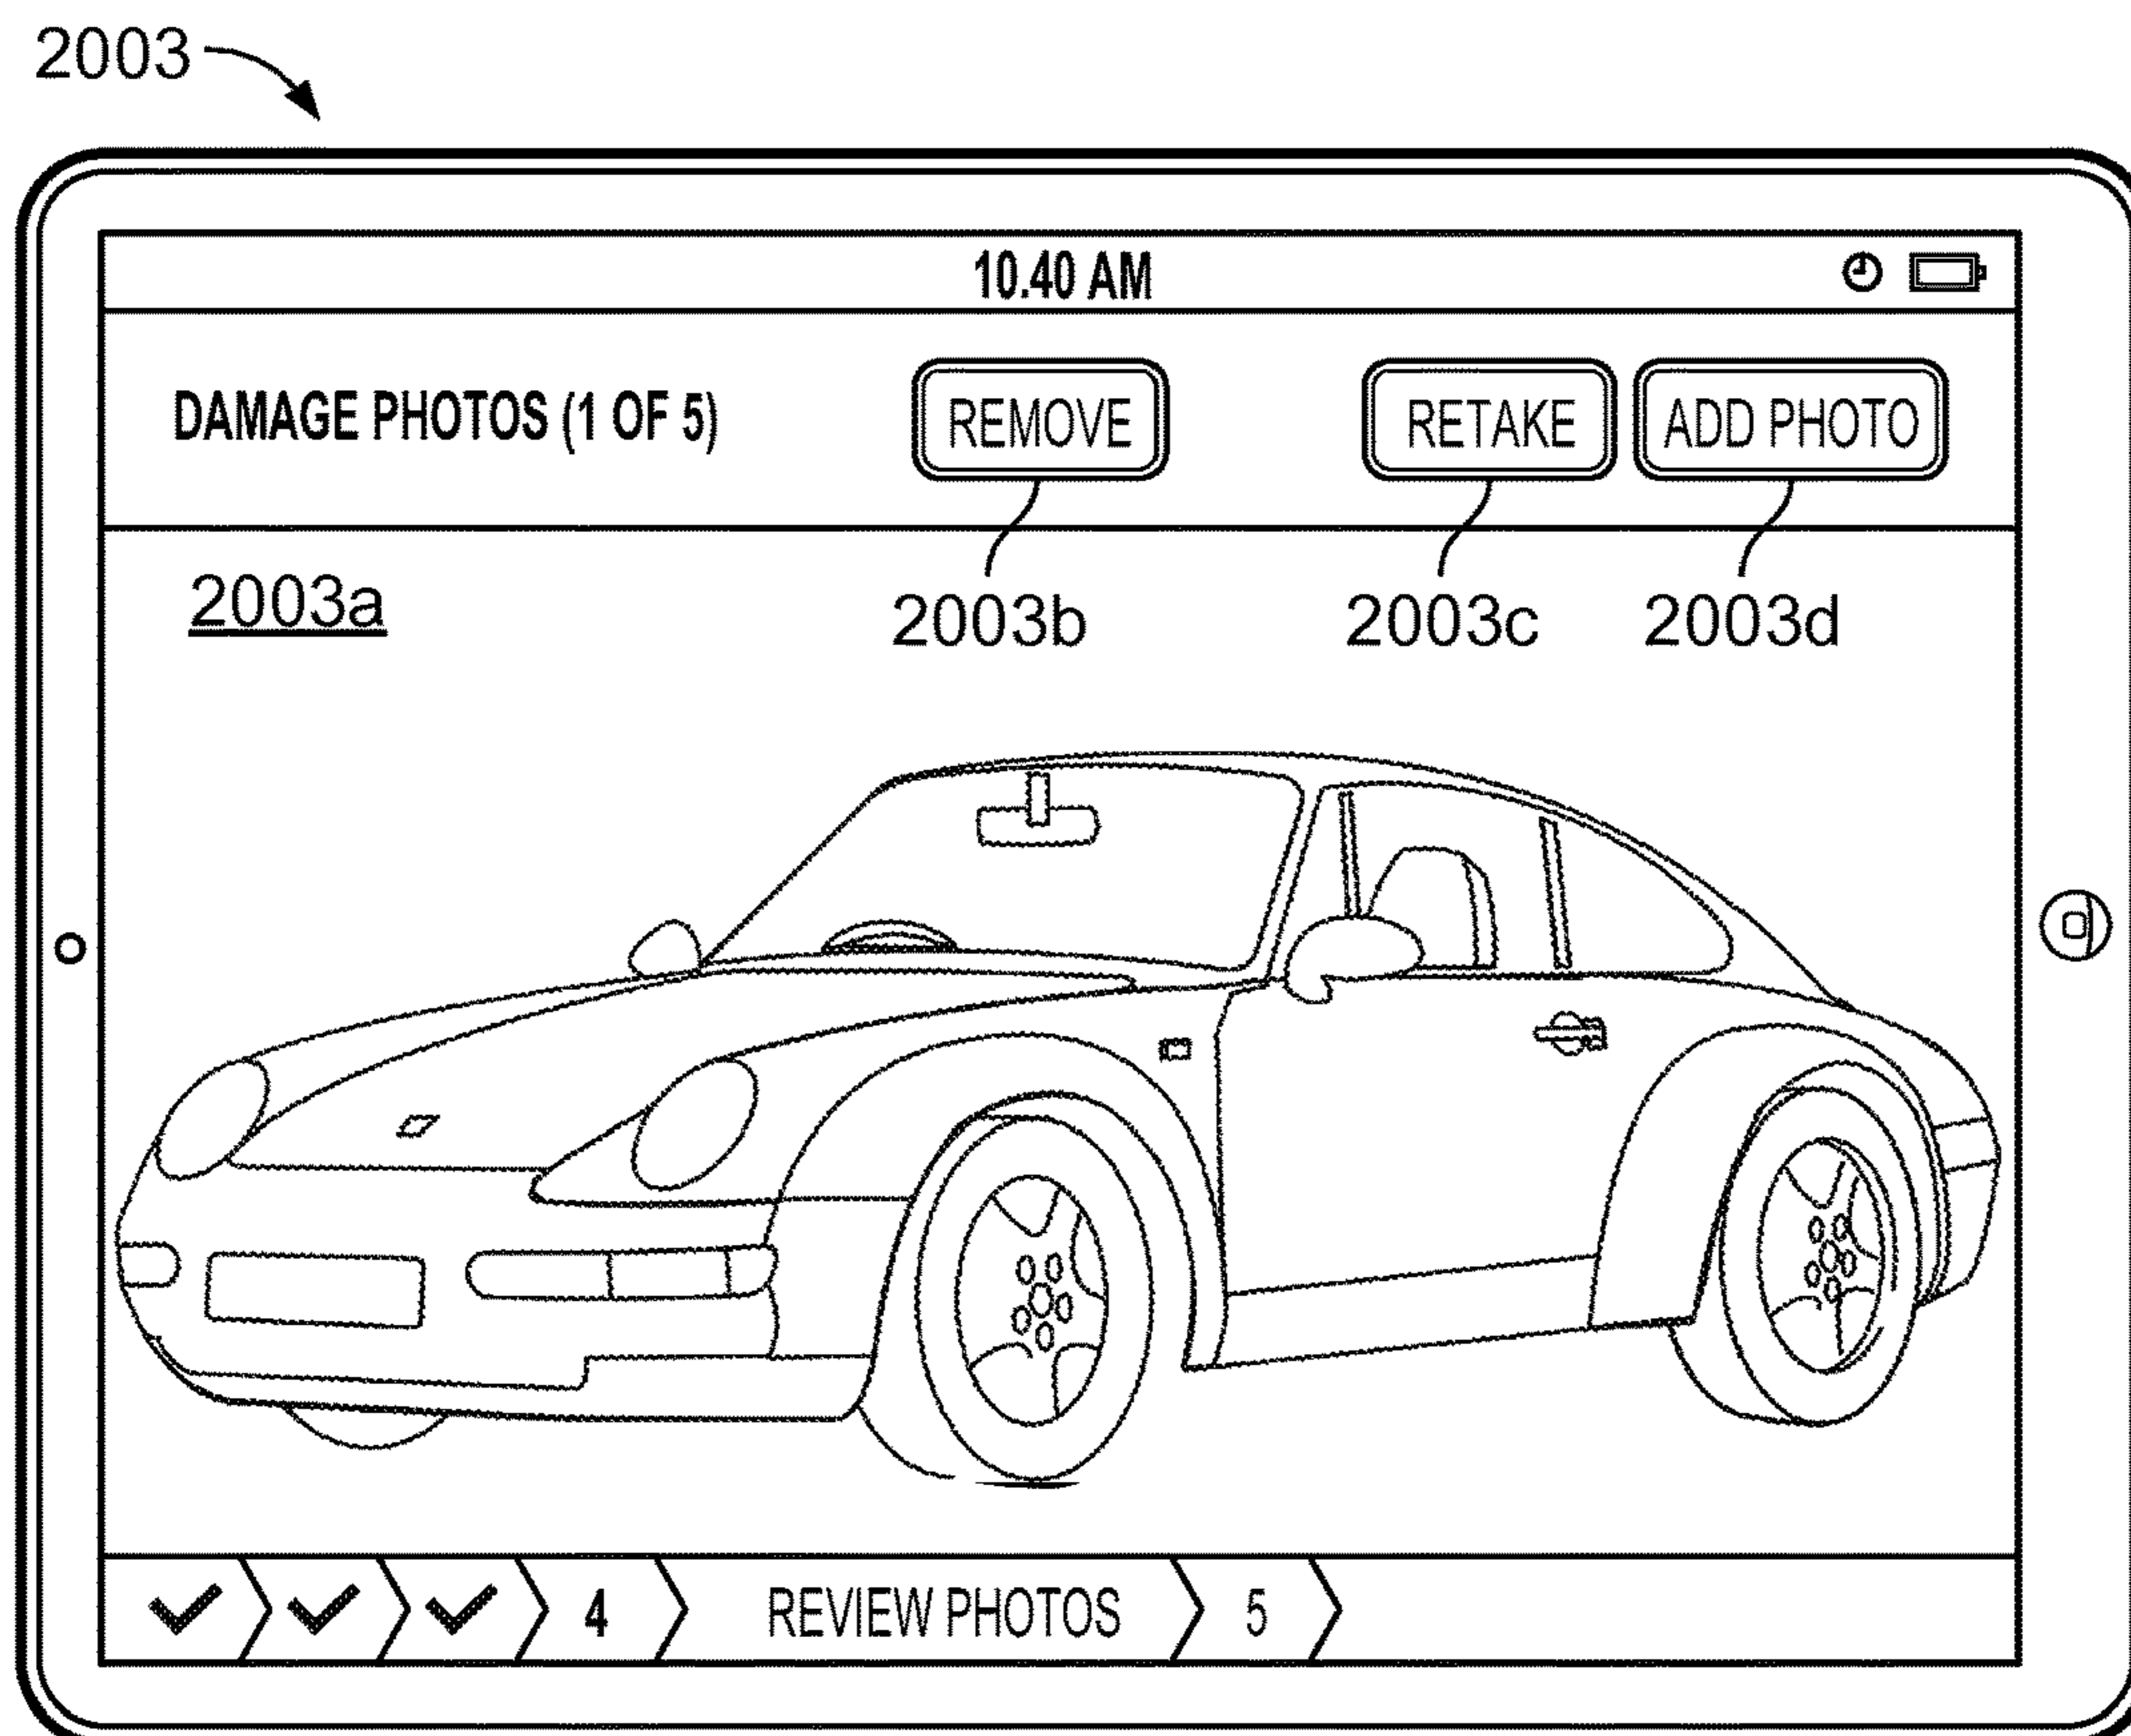 2003
10.40 AM
DAMAGE PHOTOS (1 OF 5) REMOVE RETAKE ADD PHOTO
2003a 2003b 2003c 2003d
4 REVIEW PHOTOS 5